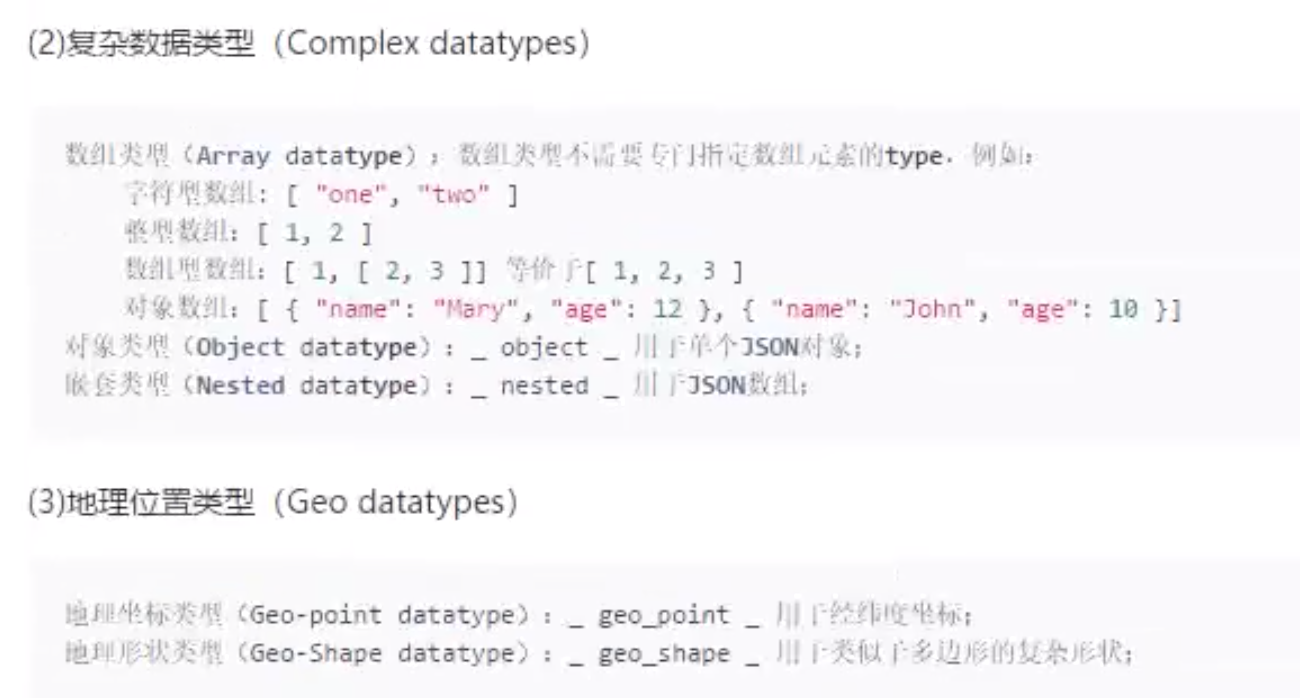 (2)复杂数据类型（Complex datatypes）
数组类型（Array datatype）；数组类型不需要专门指定数组元素的type. 例如:
字符型数组: [ "one", "two" ]
整型数组: [ 1, 2 ]
数组型数组: [ 1, [ 2, 3 ]] 等价于[ 1, 2, 3 ]
对象数组: [ { "name": "Mary", "age": 12 }, { "name": "John", "age": 10 }]
对象类型（Object datatype）: _ object _ 用于单个JSON对象;
嵌套类型（Nested datatype）: _ nested _ 用于JSON数组;
(3)地理位置类型（Geo datatypes）
地理坐标类型（Geo-point datatype）: _ geo_point _ 用于经纬度坐标;
地理形状类型（Geo-Shape datatype）: _ geo_shape _ 用于类似于多边形的复杂形状;